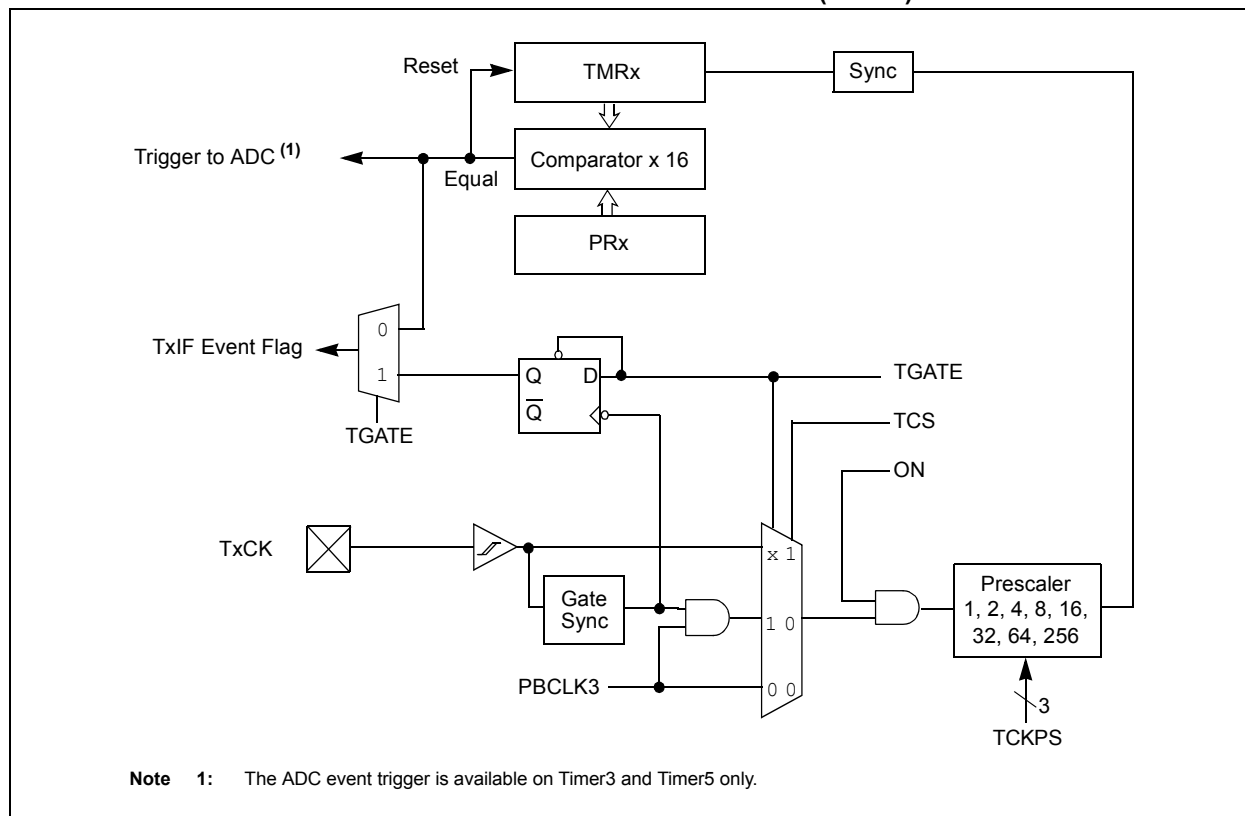 Reset
TMRx
Sync
Trigger to ADC (1)
Equal
Comparator x 16
PRx
TxIF Event Flag
0
1
TGATE
Q D
Q
TGATE
TCS
ON
TxCK
x 1
Gate
Sync
1 0
PBCLK3
0 0
Prescaler
1, 2, 4, 8, 16,
32, 64, 256
3
TCKPS
Note 1: The ADC event trigger is available on Timer3 and Timer5 only.